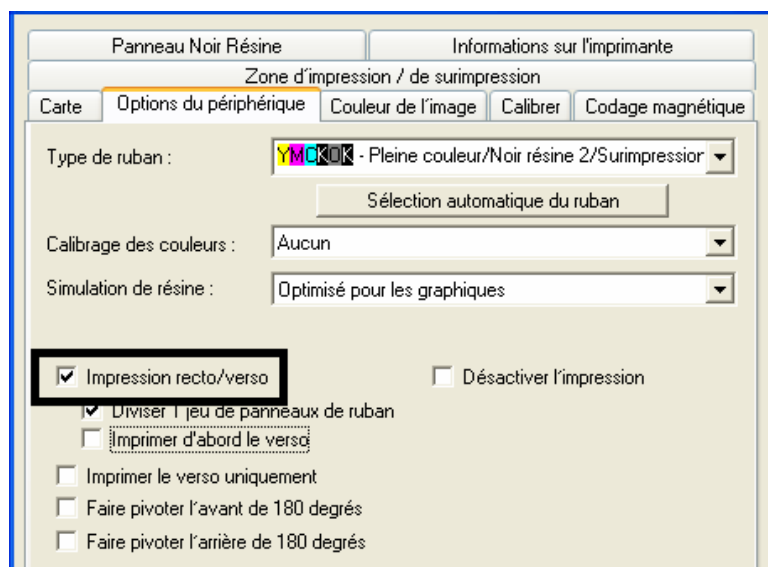 Panneau Noir Résine
Informations sur l'imprimante
Zone d'impression / de surimpression
Carte
Options du périphérique
Couleur de l'image
Calibrer
Codage magnétique
Type de ruban :
YMCKOK - Pleine couleur/Noir résine 2/Surimpression
Sélection automatique du ruban
Calibrage des couleurs :
Aucun
Simulation de résine :
Optimisé pour les graphiques
Impression recto/verso
Désactiver l'impression
Diviser 1 jeu de panneaux de ruban
Imprimer d'abord le verso
Imprimer le verso uniquement
Faire pivoter l'avant de 180 degrés
Faire pivoter l'arrière de 180 degrés